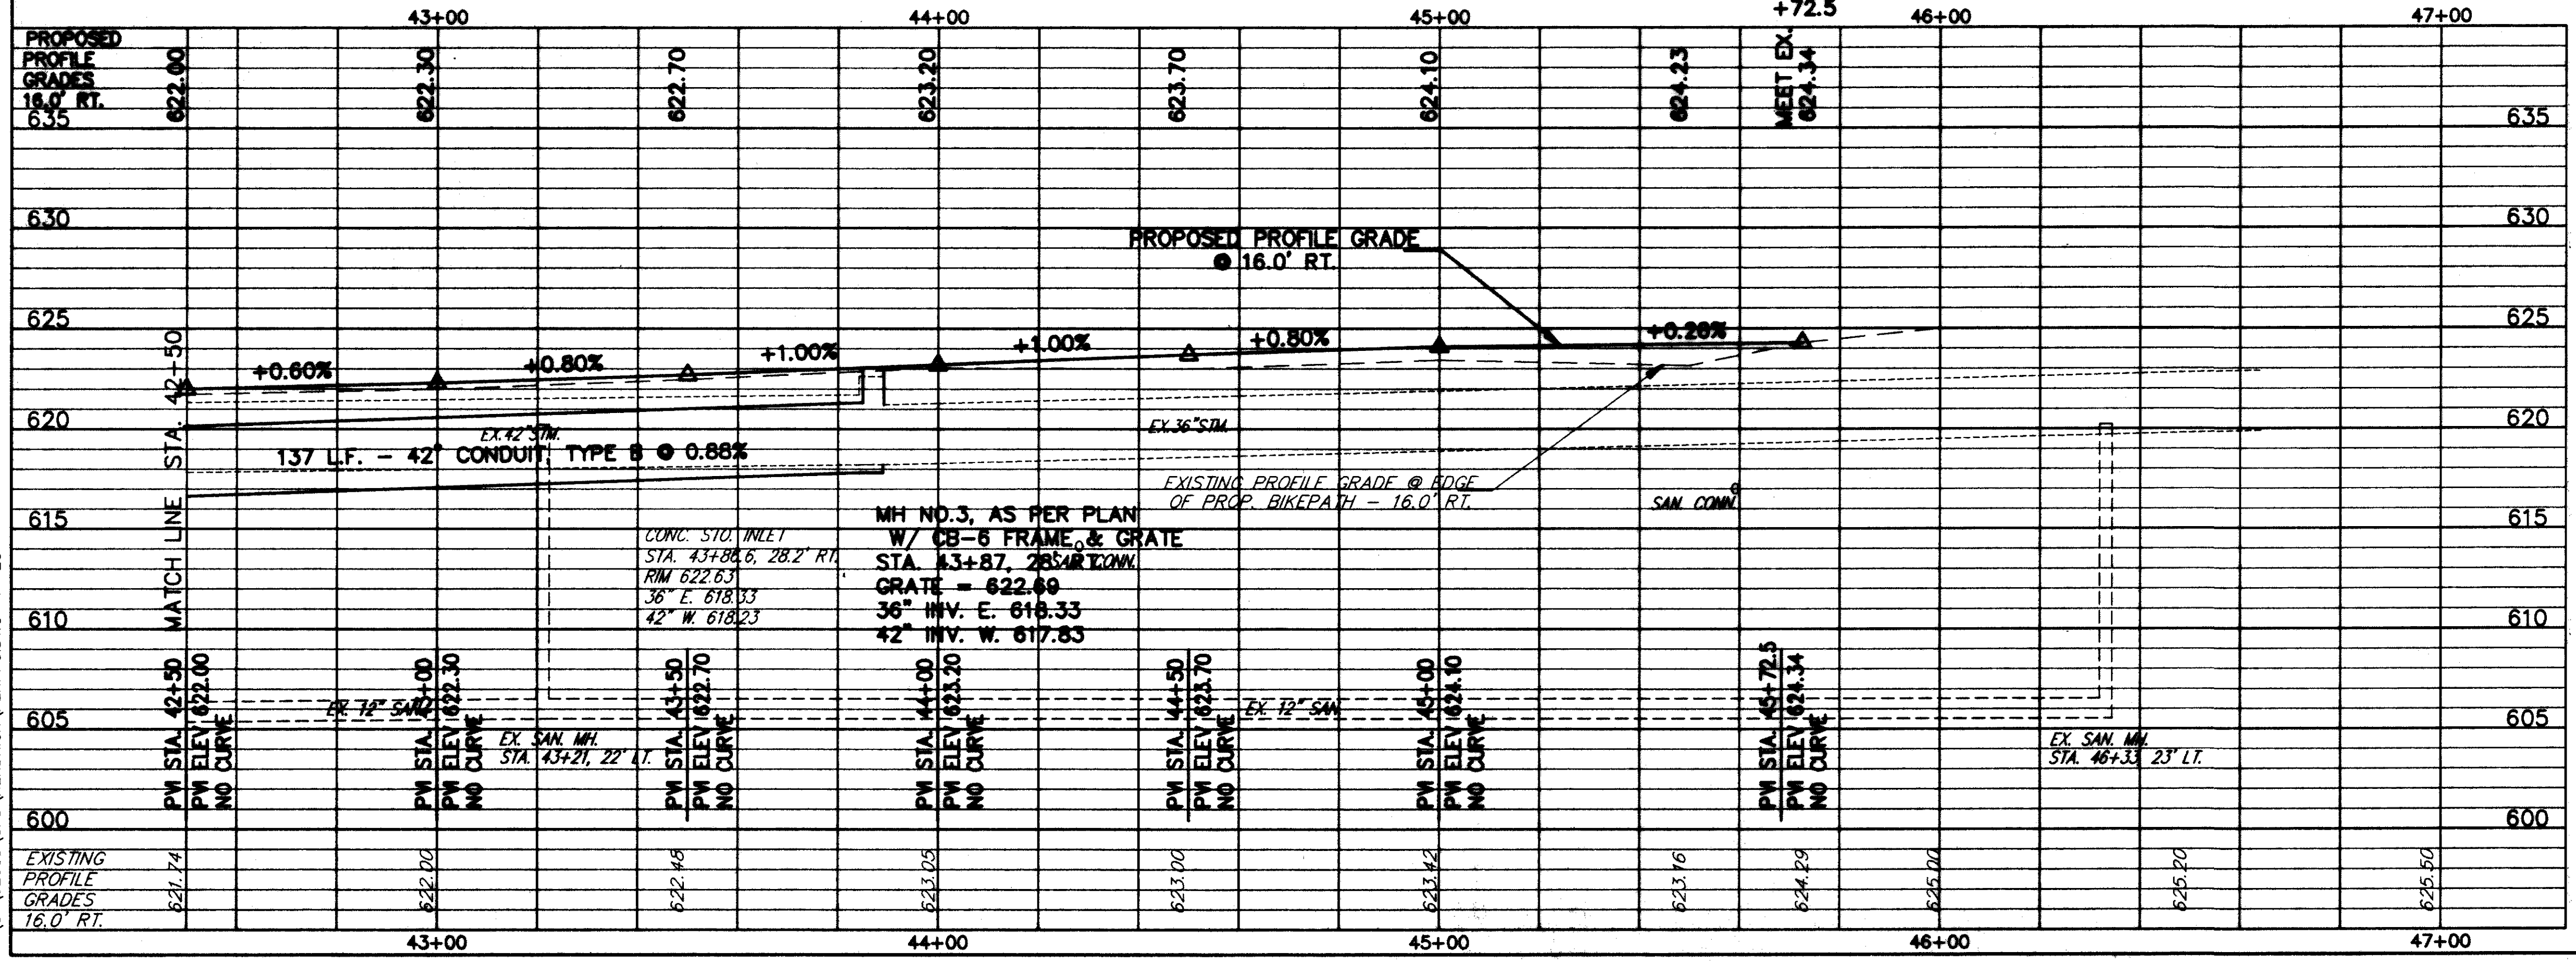 43+00 44+00 45+00 +72.5 46+00 47+00
PROPOSED
PROFILE
GRADES
16.0' RT.
622.00 622.30 622.70 623.20 623.70 624.10 624.23
MEET EX.
624.34
635 635
630 630
PROPOSED PROFILE GRADE
@ 16.0' RT.
625 625
+0.60% +0.80% +1.00% +1.00% +0.80% +0.26%
620 620
EX. 42" STM.
EX. 36" STM.
137 L.F. - 42" CONDUIT, TYPE B @ 0.88%
EXISTING PROFILE GRADE @ EDGE
OF PROP. BIKEPATH - 16.0' RT.
SAN. CONN.
615 615
MATCH LINE STA. 42+50
CONC. STO. INLET
STA. 43+86.6, 28.2' RT.
RIM 622.63
36" E. 618.33
42" W. 618.23
MH NO.3, AS PER PLAN
W/ CB-6 FRAME & GRATE
STA. 43+87, 28' RT.
SAN. CONN.
GRATE = 622.69
36" INV. E. 618.33
42" INV. W. 617.83
610 610
605 605
EX. 12" SAN.
EX. 12" SAN
EX. SAN. MH.
STA. 43+21, 22' LT.
EX. SAN. MH.
STA. 46+33 23' LT.
PVI STA. 42+50
PVI ELEV 622.00
NO CURVE
PVI STA. 43+00
PVI ELEV 622.30
NO CURVE
PVI STA. 43+50
PVI ELEV 622.70
NO CURVE
PVI STA. 44+00
PVI ELEV 623.20
NO CURVE
PVI STA. 44+50
PVI ELEV 623.70
NO CURVE
PVI STA. 45+00
PVI ELEV 624.10
NO CURVE
PVI STA. 45+72.5
PVI ELEV 624.34
NO CURVE
600 600
EXISTING
PROFILE
GRADES
16.0' RT.
621.74 622.00 622.48 623.05 623.00 623.42 623.16 624.29 625.00 625.20 625.50
43+00 44+00 45+00 46+00 47+00